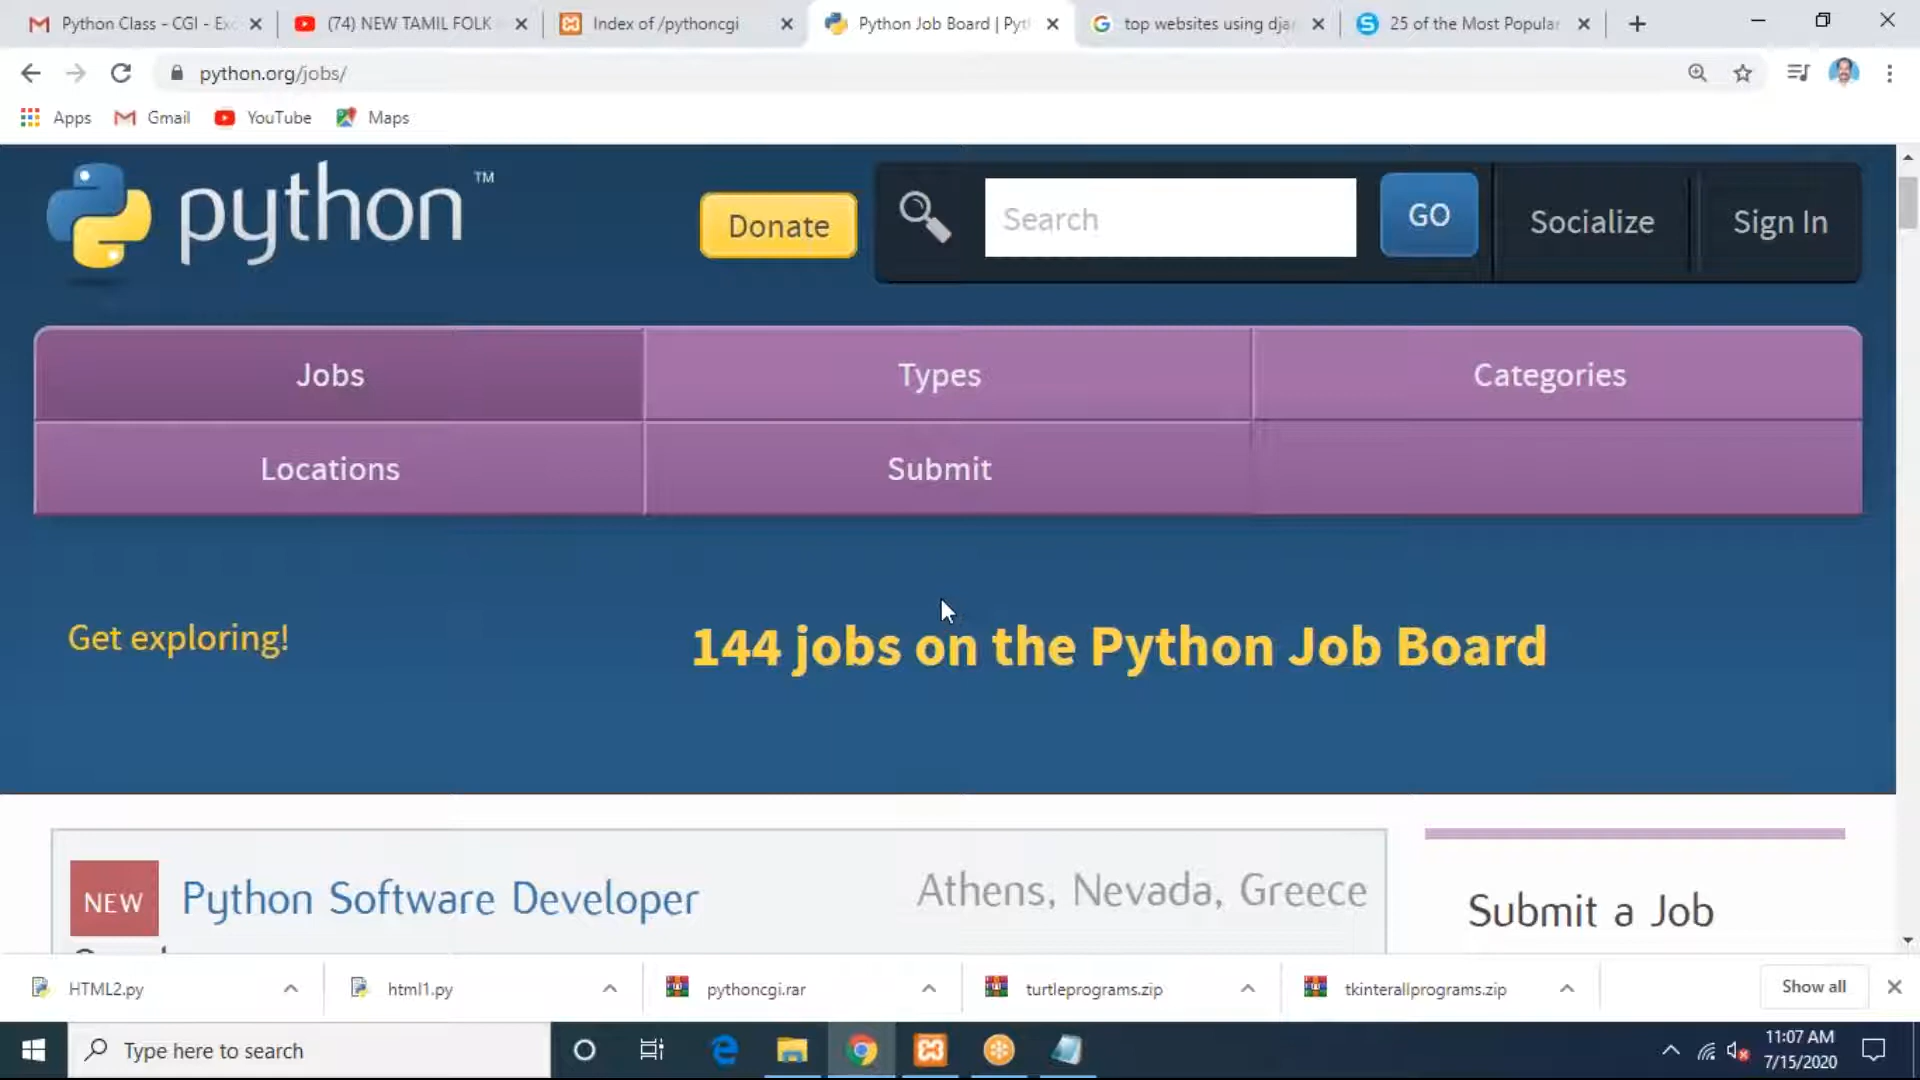 Python Class - CGI - Exc
(74) NEW TAMIL FOLK
Index of /pythoncgi
Python Job Board | Pyt
top websites using dja
25 of the Most Popular
python.org/jobs/
Apps
Gmail
YouTube
Maps
python™
Donate
Search
GO
Socialize
Sign In
Jobs
Types
Categories
Locations
Submit
Get exploring!
144 jobs on the Python Job Board
NEW
Python Software Developer
Athens, Nevada, Greece
Submit a Job
HTML2.py
html1.py
pythoncgi.rar
turtleprograms.zip
tkinterallprograms.zip
Show all
Type here to search
11:07 AM
7/15/2020